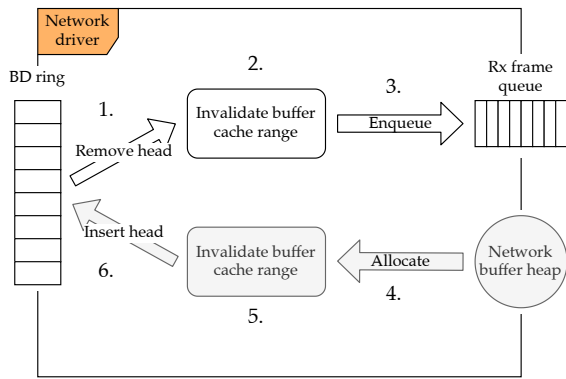 Network
driver
BD ring
1.
2.
3.
Rx frame
queue
Remove head
Invalidate buffer
cache range
Enqueue
Insert head
Invalidate buffer
cache range
Allocate
Network
buffer heap
6.
5.
4.